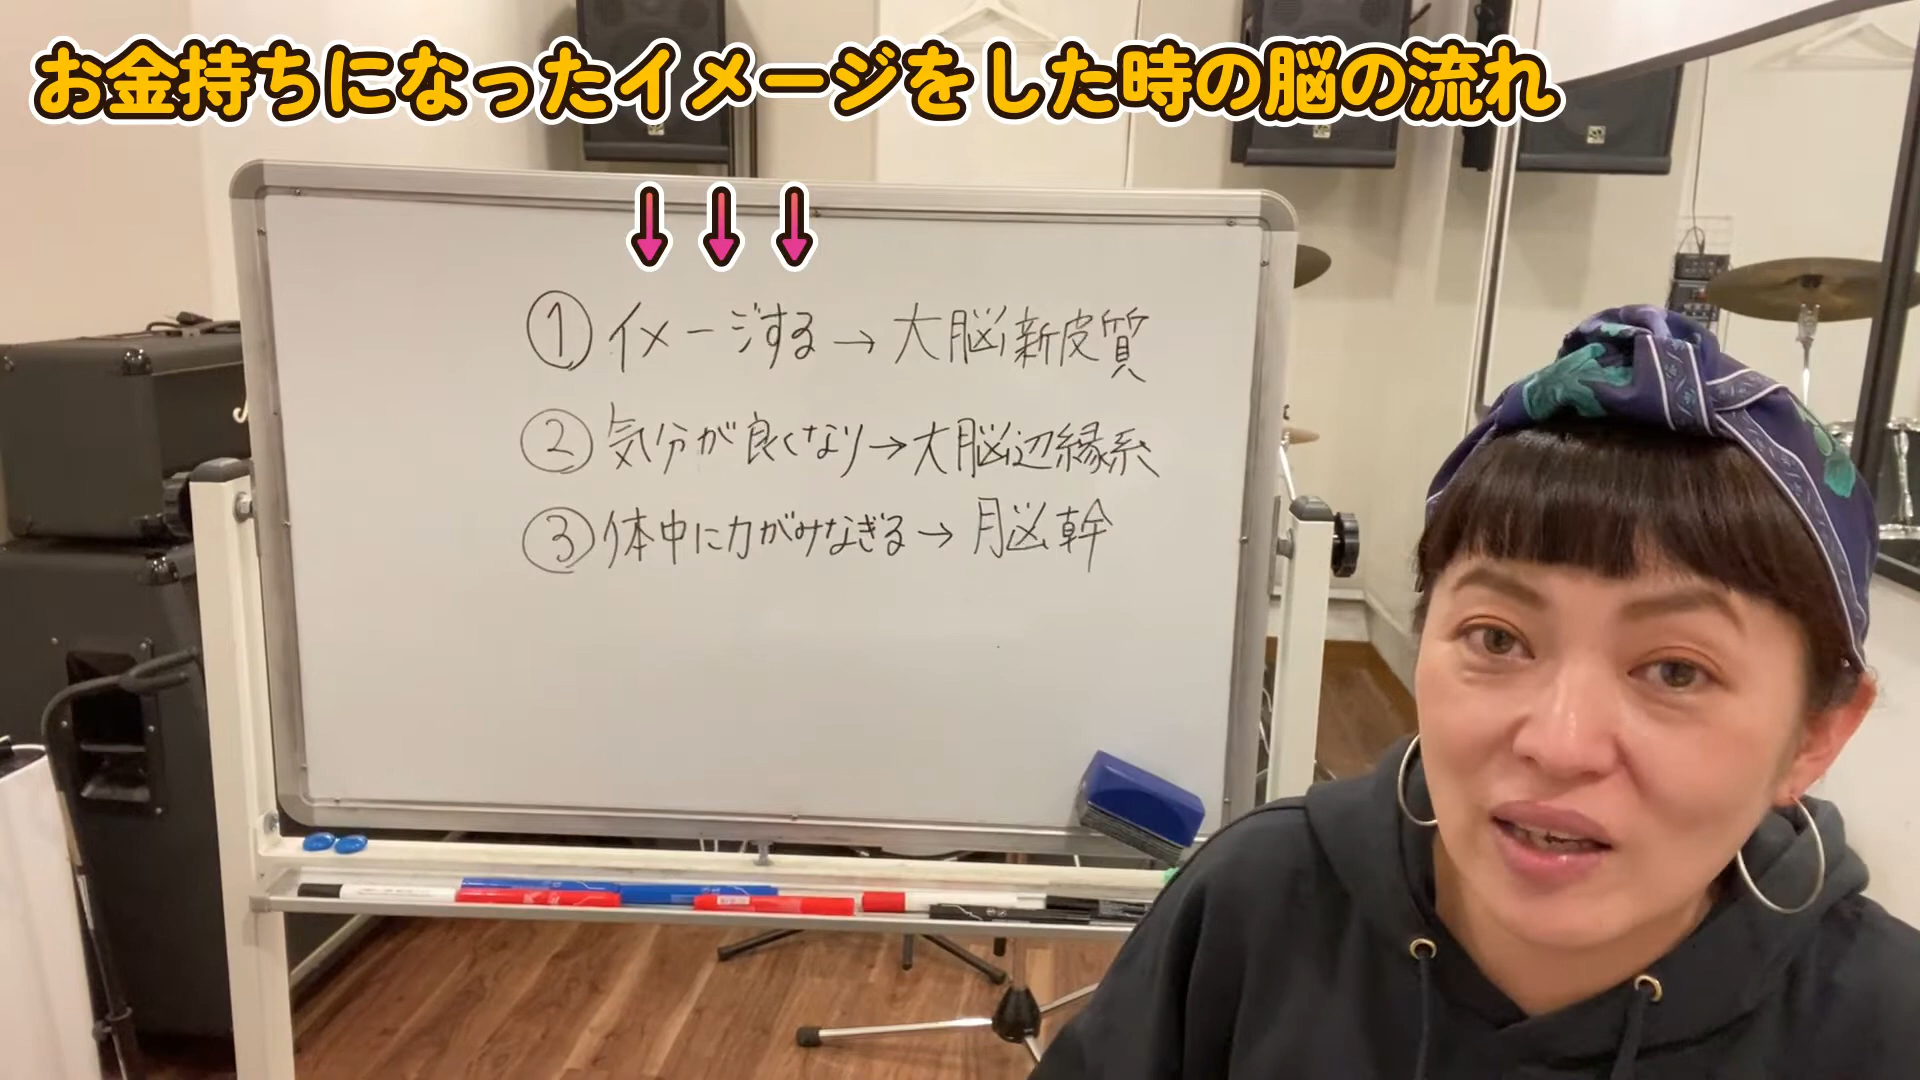 お金持ちになったイメージをした時の脳の流れ
① イメージする → 大脳新皮質
② 気分が良くなり → 大脳辺縁系
③ 体中に力がみなぎる → 脳幹